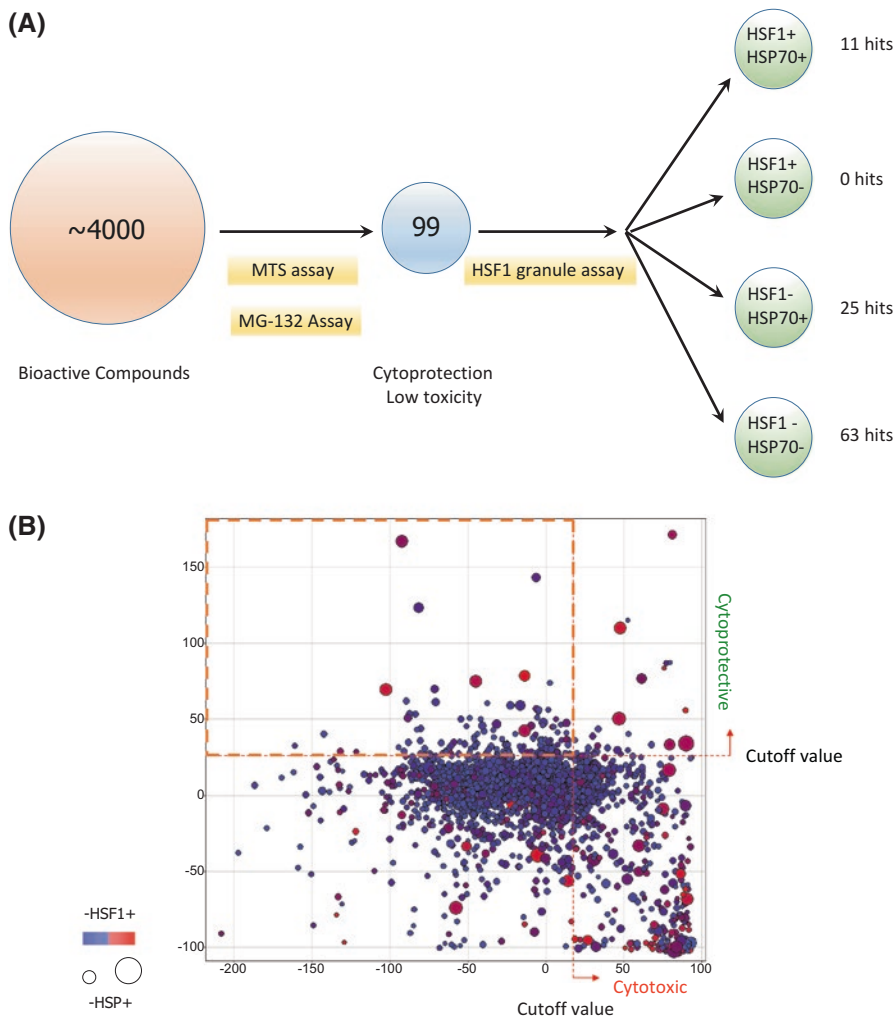 (A)
~4000
Bioactive Compounds
MTS assay
MG-132 Assay
99
Cytoprotection
Low toxicity
HSF1 granule assay
HSF1+
HSP70+
11 hits
HSF1+
HSP70-
0 hits
HSF1-
HSP70+
25 hits
HSF1 -
HSP70-
63 hits
(B)
150
100
50
0
-50
-100
-200
-150
-100
-50
0
50
100
Cytoprotective
Cutoff value
Cytotoxic
Cutoff value
-HSF1+
-HSP+